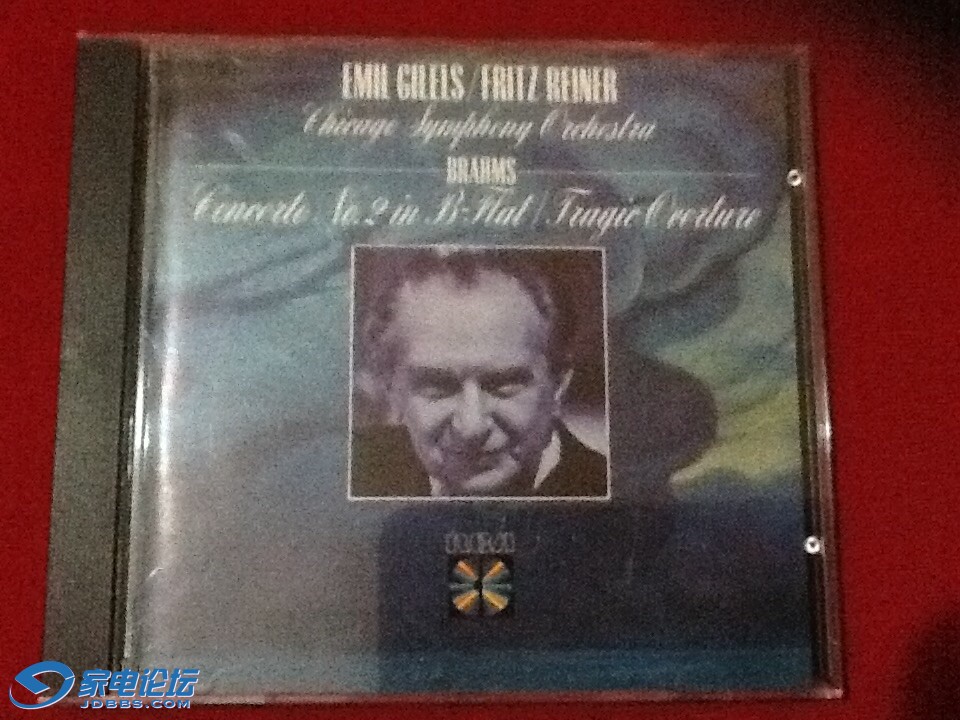 EMIL GILELS / FRITZ REINER
Chicago Symphony Orchestra
BRAHMS
Concerto No. 2 in B-Flat / Tragic Overture
RCA
家电论坛
JDBBS.COM